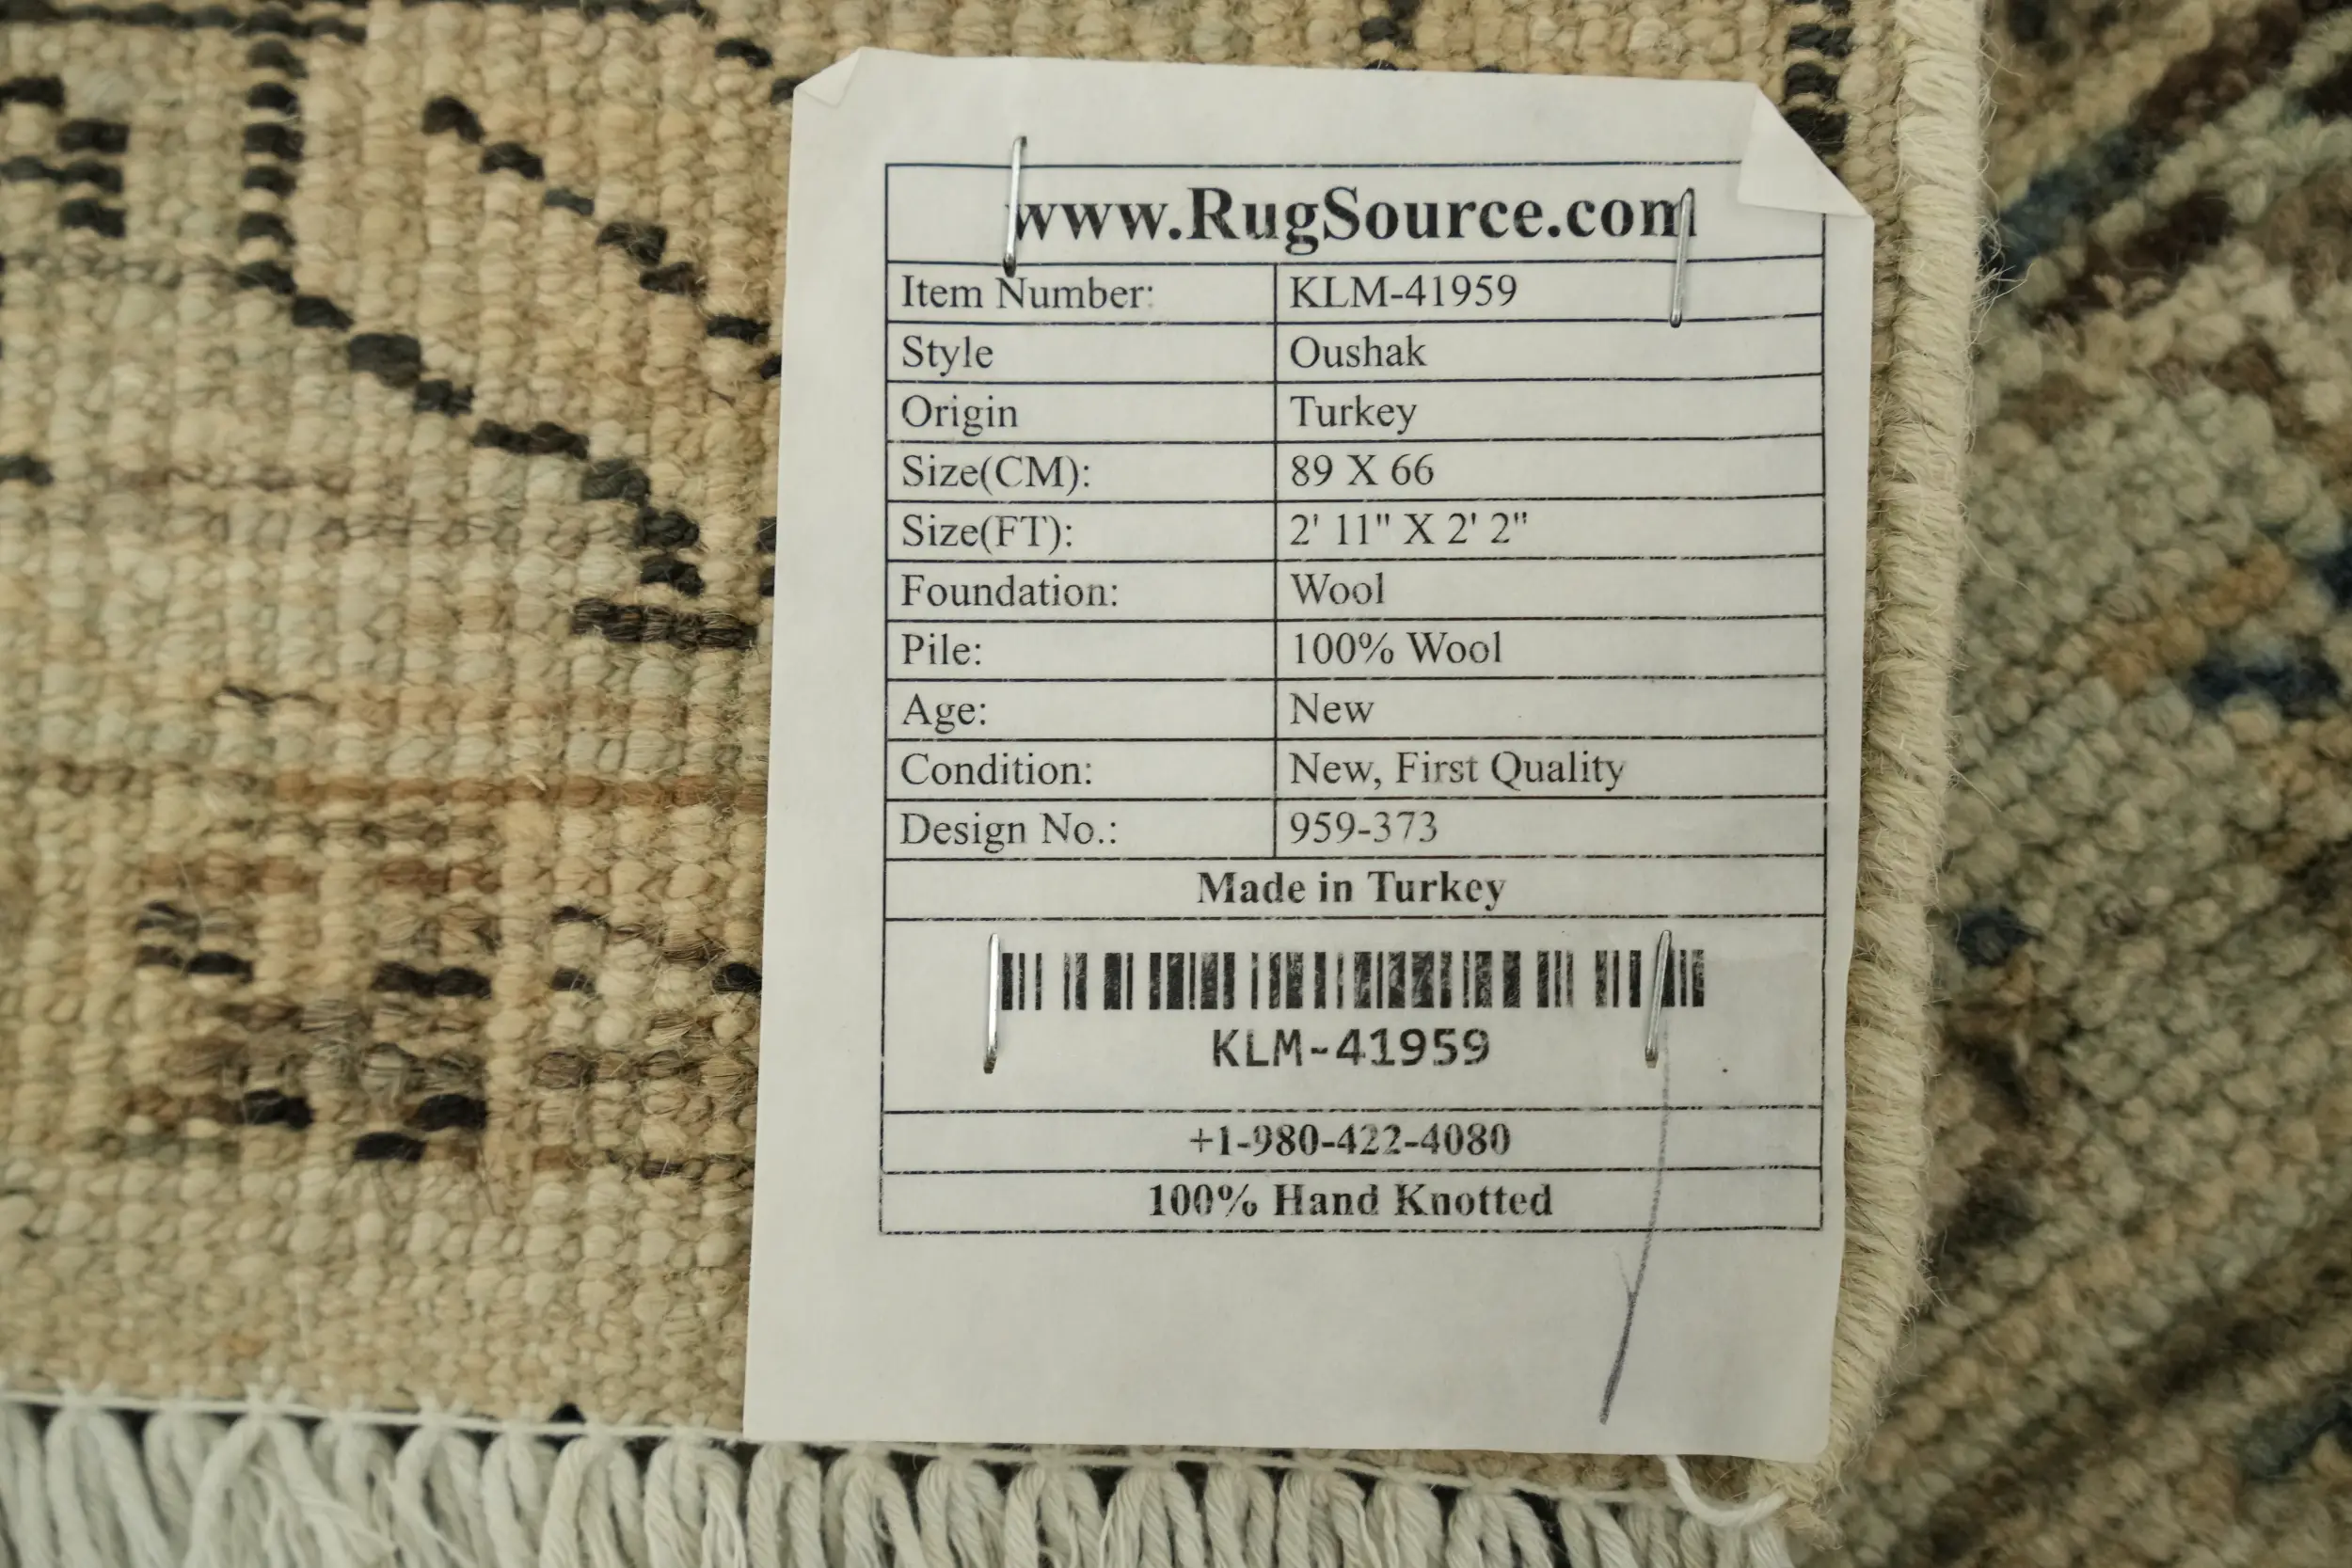 www.RugSource.com
Item Number: KLM-41959
Style Oushak
Origin Turkey
Size(CM): 89 X 66
Size(FT): 2' 11" X 2' 2"
Foundation: Wool
Pile: 100% Wool
Age: New
Condition: New, First Quality
Design No.: 959-373
Made in Turkey
KLM-41959
+1-980-422-4080
100% Hand Knotted